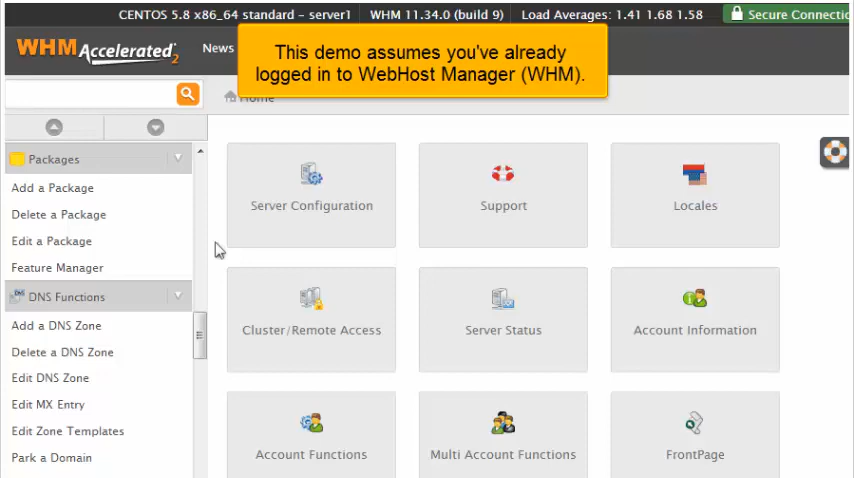 CENTOS 5.8 x86_64 standard – server1 WHM 11.34.0 (build 9) Load Averages: 1.41 1.68 1.58 Secure Connectio
WHMAccelerated2 News
This demo assumes you've already
logged in to WebHost Manager (WHM).
Home
Packages
Add a Package
Delete a Package
Edit a Package
Feature Manager
DNS Functions
Add a DNS Zone
Delete a DNS Zone
Edit DNS Zone
Edit MX Entry
Edit Zone Templates
Park a Domain
Server Configuration
Support
Locales
Cluster/Remote Access
Server Status
Account Information
Account Functions
Multi Account Functions
FrontPage